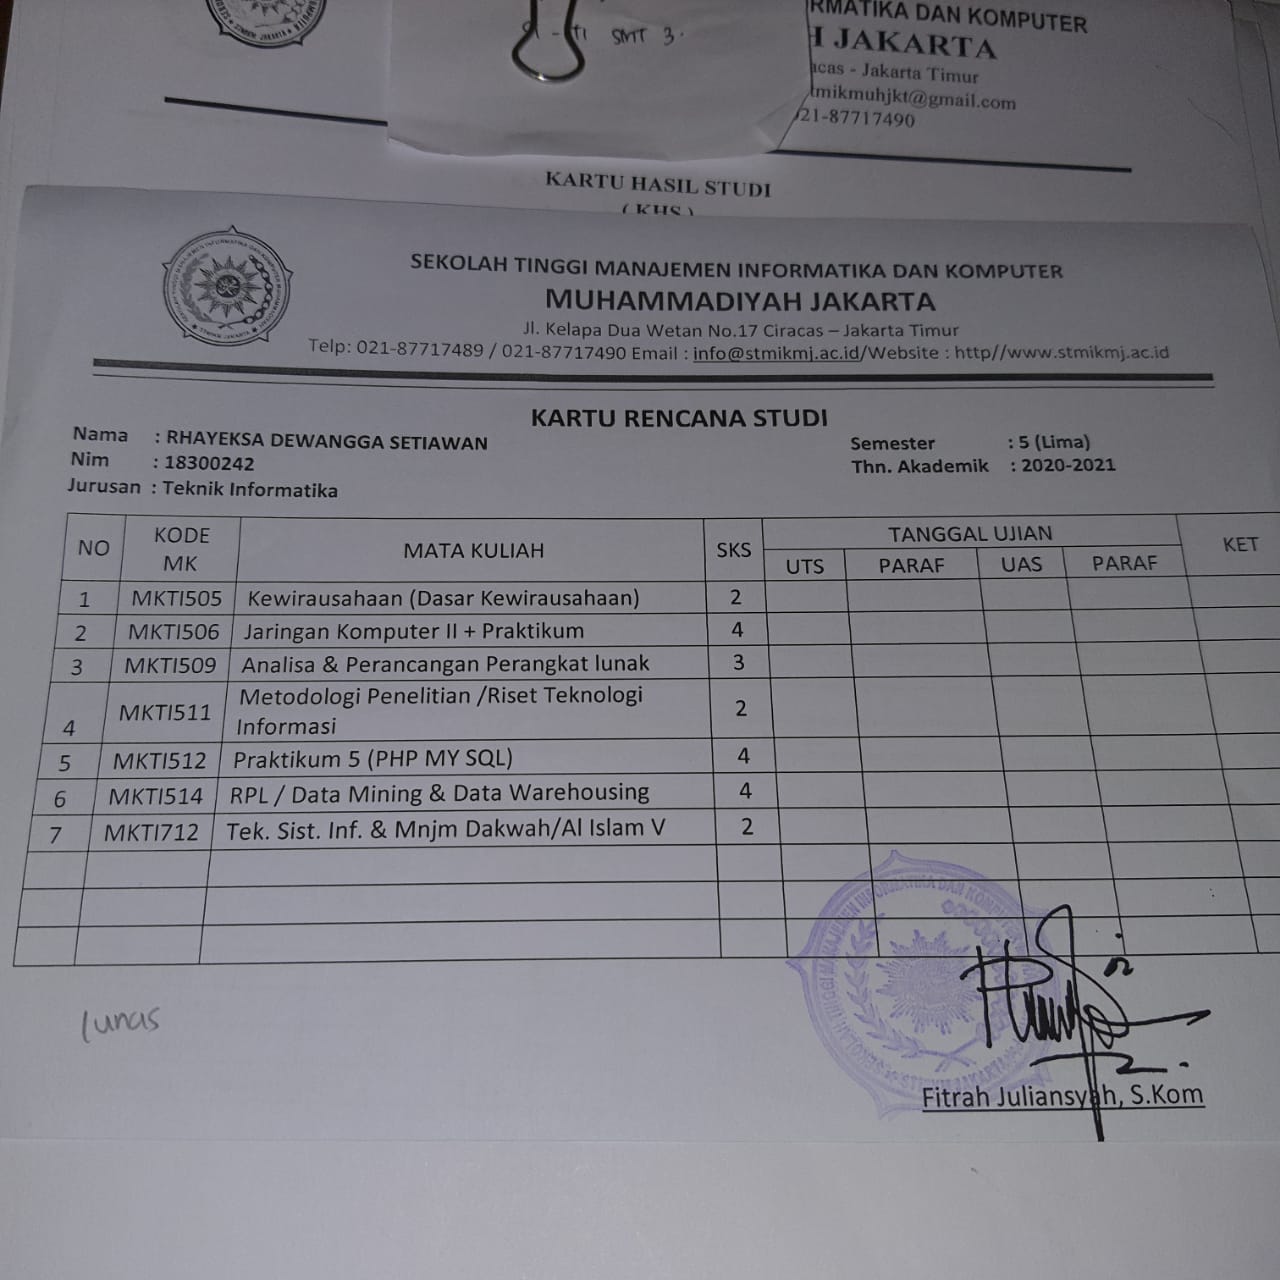 SMT 3.
RMATIKA DAN KOMPUTER
H JAKARTA
acas - Jakarta Timur
tmikmuhjkt@gmail.com
021-87717490
KARTU HASIL STUDI
( KHS )
SEKOLAH TINGGI MANAJEMEN INFORMATIKA DAN KOMPUTER
MUHAMMADIYAH JAKARTA
Jl. Kelapa Dua Wetan No.17 Ciracas – Jakarta Timur
Telp: 021-87717489 / 021-87717490 Email : info@stmikmj.ac.id/Website : http//www.stmikmj.ac.id
KARTU RENCANA STUDI
Nama : RHAYEKSA DEWANGGA SETIAWAN
Nim : 18300242
Jurusan : Teknik Informatika
Semester : 5 (Lima)
Thn. Akademik : 2020-2021
NO KODE MK MATA KULIAH SKS TANGGAL UJIAN KET
UTS PARAF UAS PARAF
1 MKTI505 Kewirausahaan (Dasar Kewirausahaan) 2
2 MKTI506 Jaringan Komputer II + Praktikum 4
3 MKTI509 Analisa & Perancangan Perangkat lunak 3
4 MKTI511 Metodologi Penelitian /Riset Teknologi Informasi 2
5 MKTI512 Praktikum 5 (PHP MY SQL) 4
6 MKTI514 RPL / Data Mining & Data Warehousing 4
7 MKTI712 Tek. Sist. Inf. & Mnjm Dakwah/Al Islam V 2
lunas
Fitrah Juliansyah, S.Kom